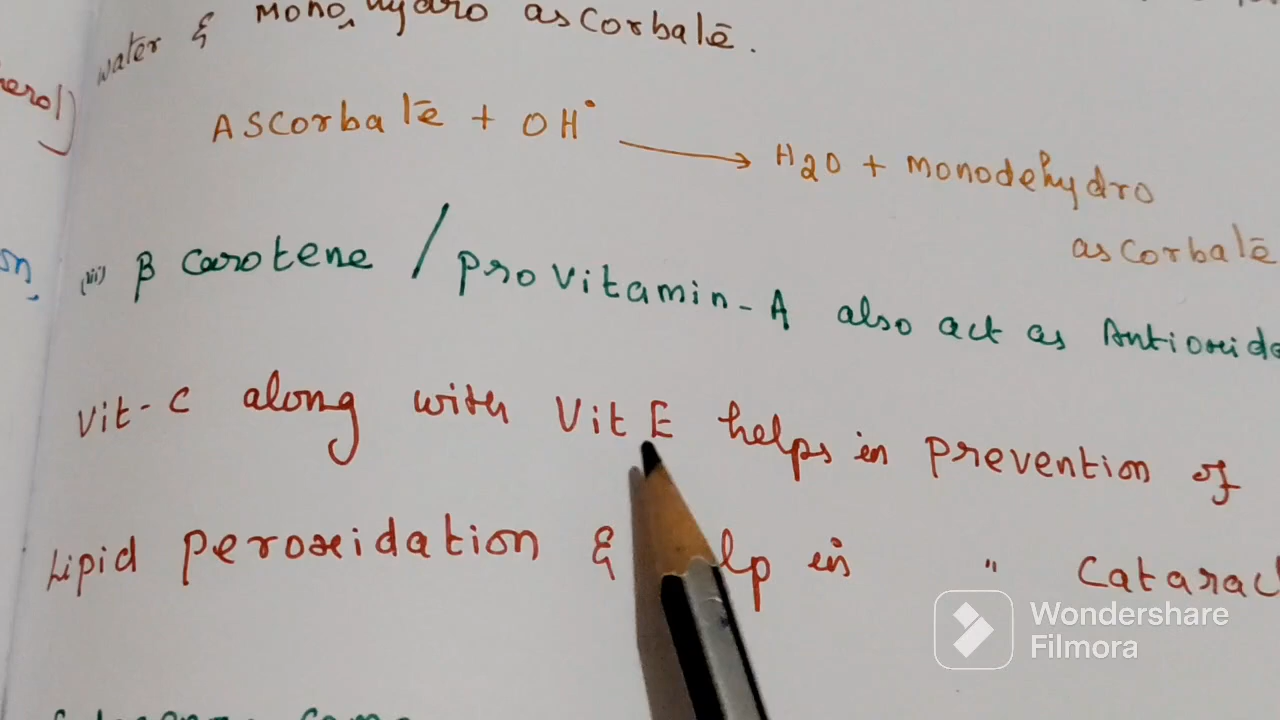 water & mono hydro ascorbate.
Ascorbate + OH• → H2O + monodehydro
ascorbate
(iii) β carotene / provitamin-A also act as Antioxida
Vit-C along with Vit E helps in prevention of
Lipid peroxidation & lp in " Catarac
Wondershare
Filmora